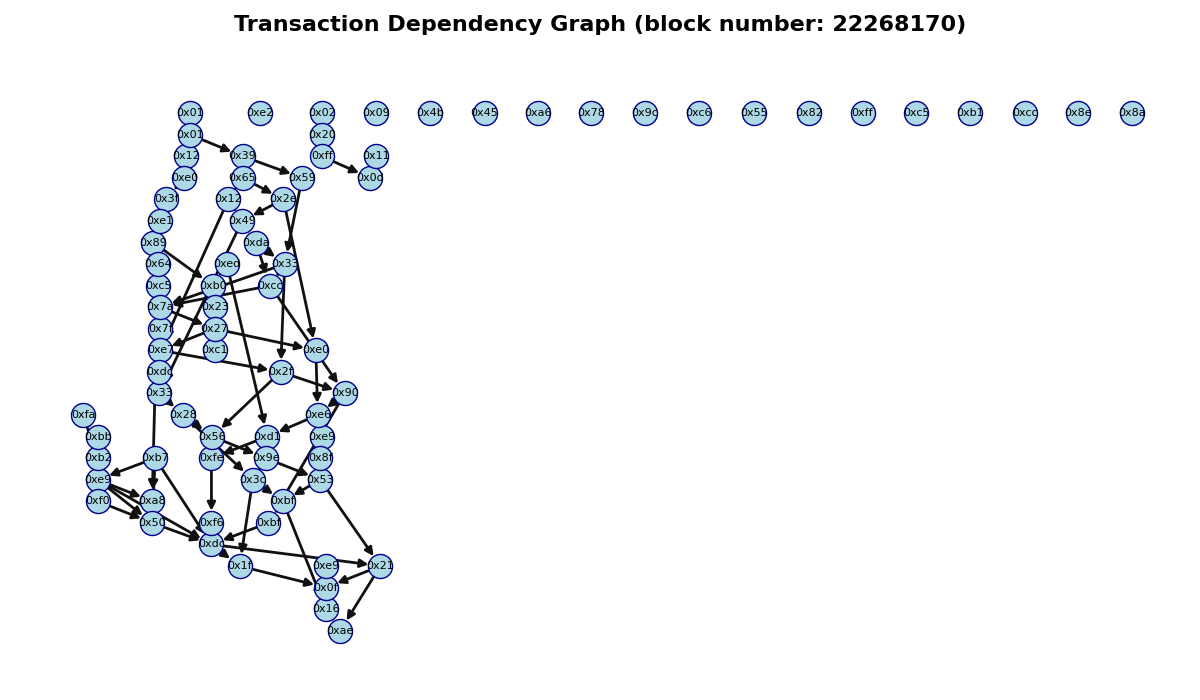 Transaction Dependency Graph (block number: 22268170)
0x01 0xe2 0x02 0x09 0x4b 0x45 0xa6 0x78 0x9c 0xc6 0x55 0x82 0xff 0xc5 0xb1 0xcc 0x8e 0x8a
0x01 0x20
0x12 0x39 0xff 0x11
0xe0 0x65 0x59 0x0d
0x3f 0x12 0x2e
0xe1 0x49
0x89 0xda
0x64 0xed 0x33
0xc5 0xb0 0xcc
0x7a 0x23
0x7f 0x27
0xe7 0xc1 0xe0
0xdc 0x2f
0x33 0x90
0xfa 0x28 0xe6
0xbb 0x56 0xd1 0xe9
0xb2 0xb7 0xfe 0x9e 0x8f
0xe9 0x3c 0x53
0xf0 0xa8 0xbf
0x50 0xf6 0xbf
0xdc
0x1f 0xe9 0x21
0x0f
0x16
0xae